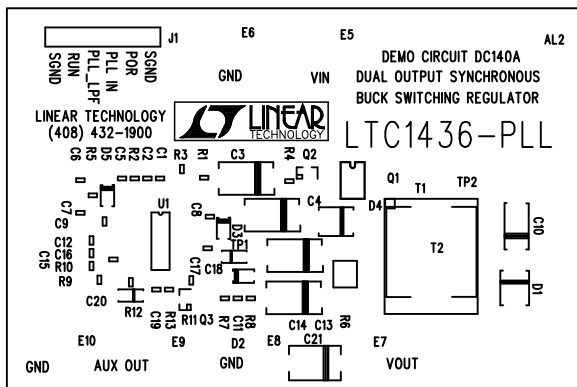 J1
E6
E5
AL2
SGND
RUN
PLL_LPF
PLL IN
POR
SGND
GND
VIN
DEMO CIRCUIT DC140A
DUAL OUTPUT SYNCHRONOUS
BUCK SWITCHING REGULATOR
LINEAR TECHNOLOGY
(408) 432-1900
LINEAR
TECHNOLOGY
LTC1436-PLL
C6
R5
D5
C5
R2
C2
C1
R3
R1
C3
R4
Q2
Q1
T1
TP2
C7
C9
U1
C8
D3
C4
D4
T2
C10
C12
C16
R10
C15
R9
TP1
C18
C17
D1
C20
R12
C19
R13
R11
Q3
R7
C11
R8
C14
C13
R6
E10
E9
D2
E8
C21
E7
GND
AUX OUT
GND
VOUT